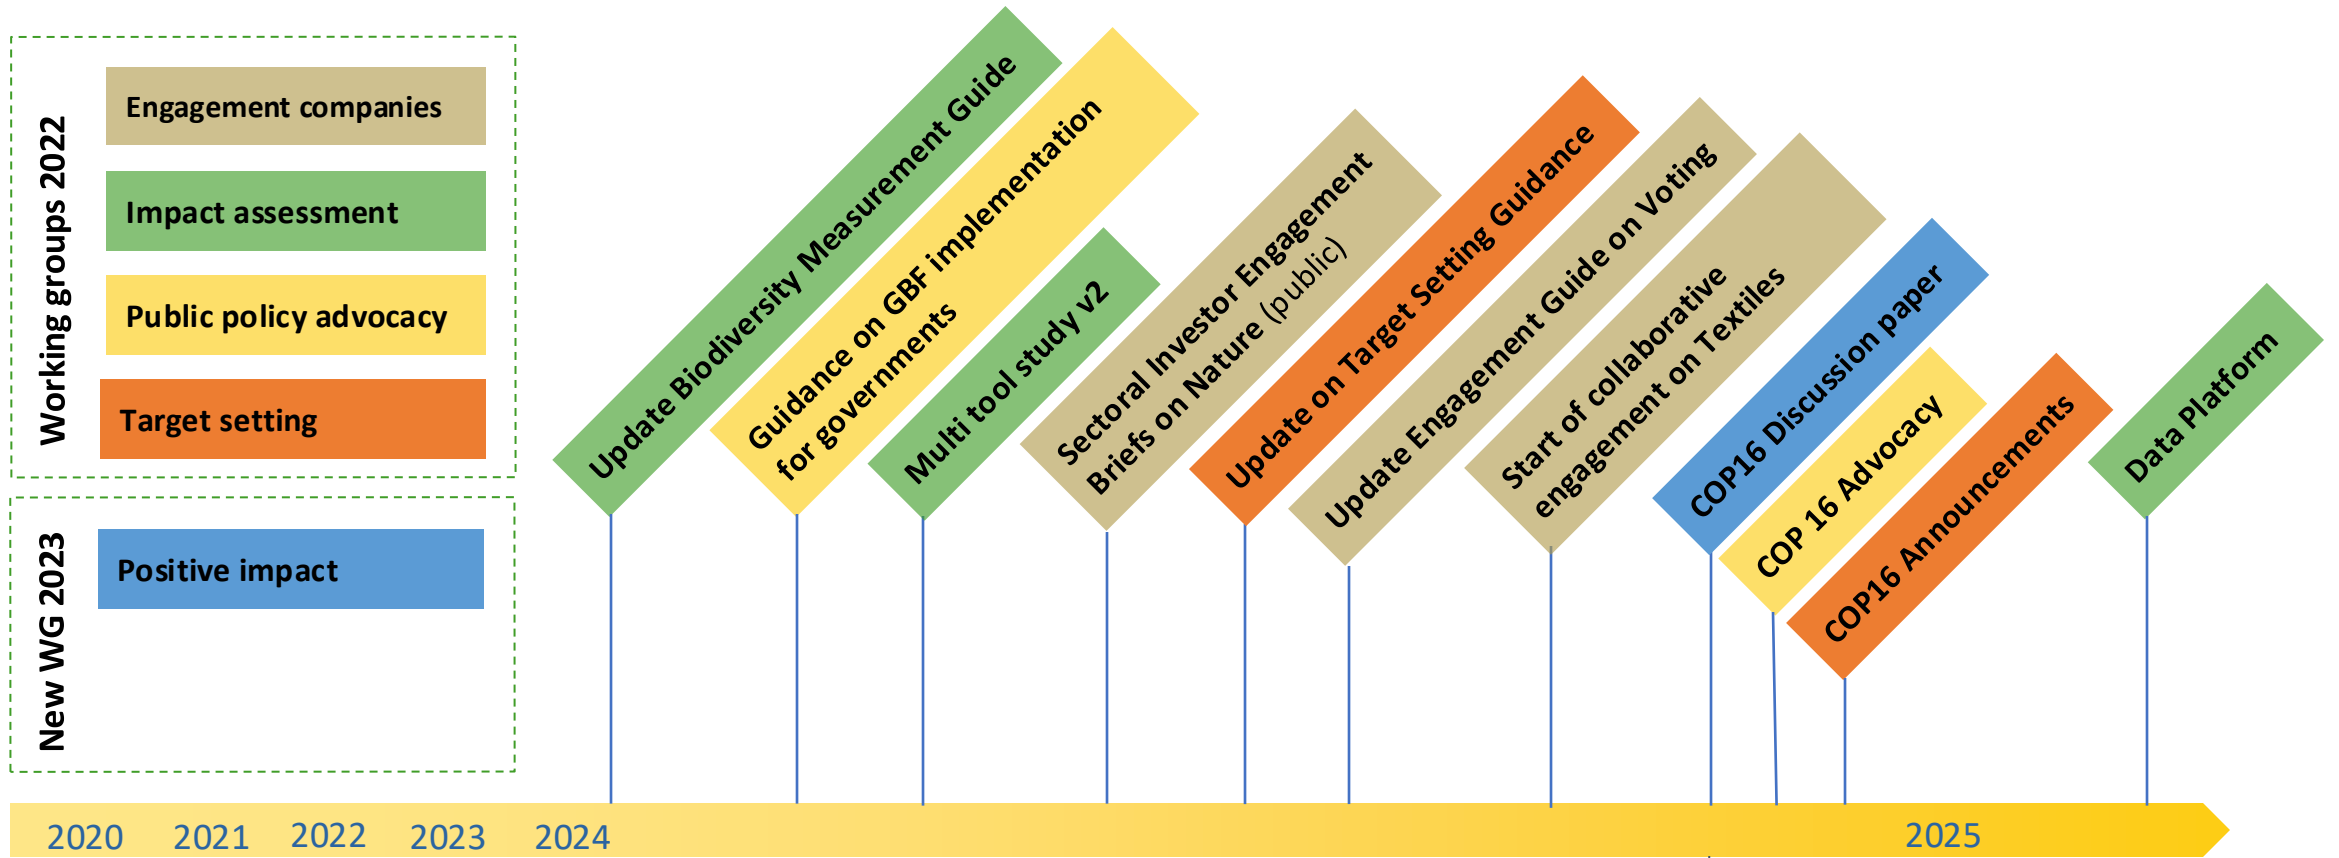 Working groups 2022
Engagement companies
Impact assessment
Public policy advocacy
Target setting
New WG 2023
Positive impact
Update Biodiversity Measurement Guide
Guidance on GBF implementation
for governments
Multi tool study v2
Sectoral Investor Engagement
Briefs on Nature (public)
Update on Target Setting Guidance
Update Engagement Guide on Voting
Start of collaborative
engagement on Textiles
COP16 Discussion paper
COP 16 Advocacy
COP16 Announcements
Data Platform
2020 2021 2022 2023 2024 2025